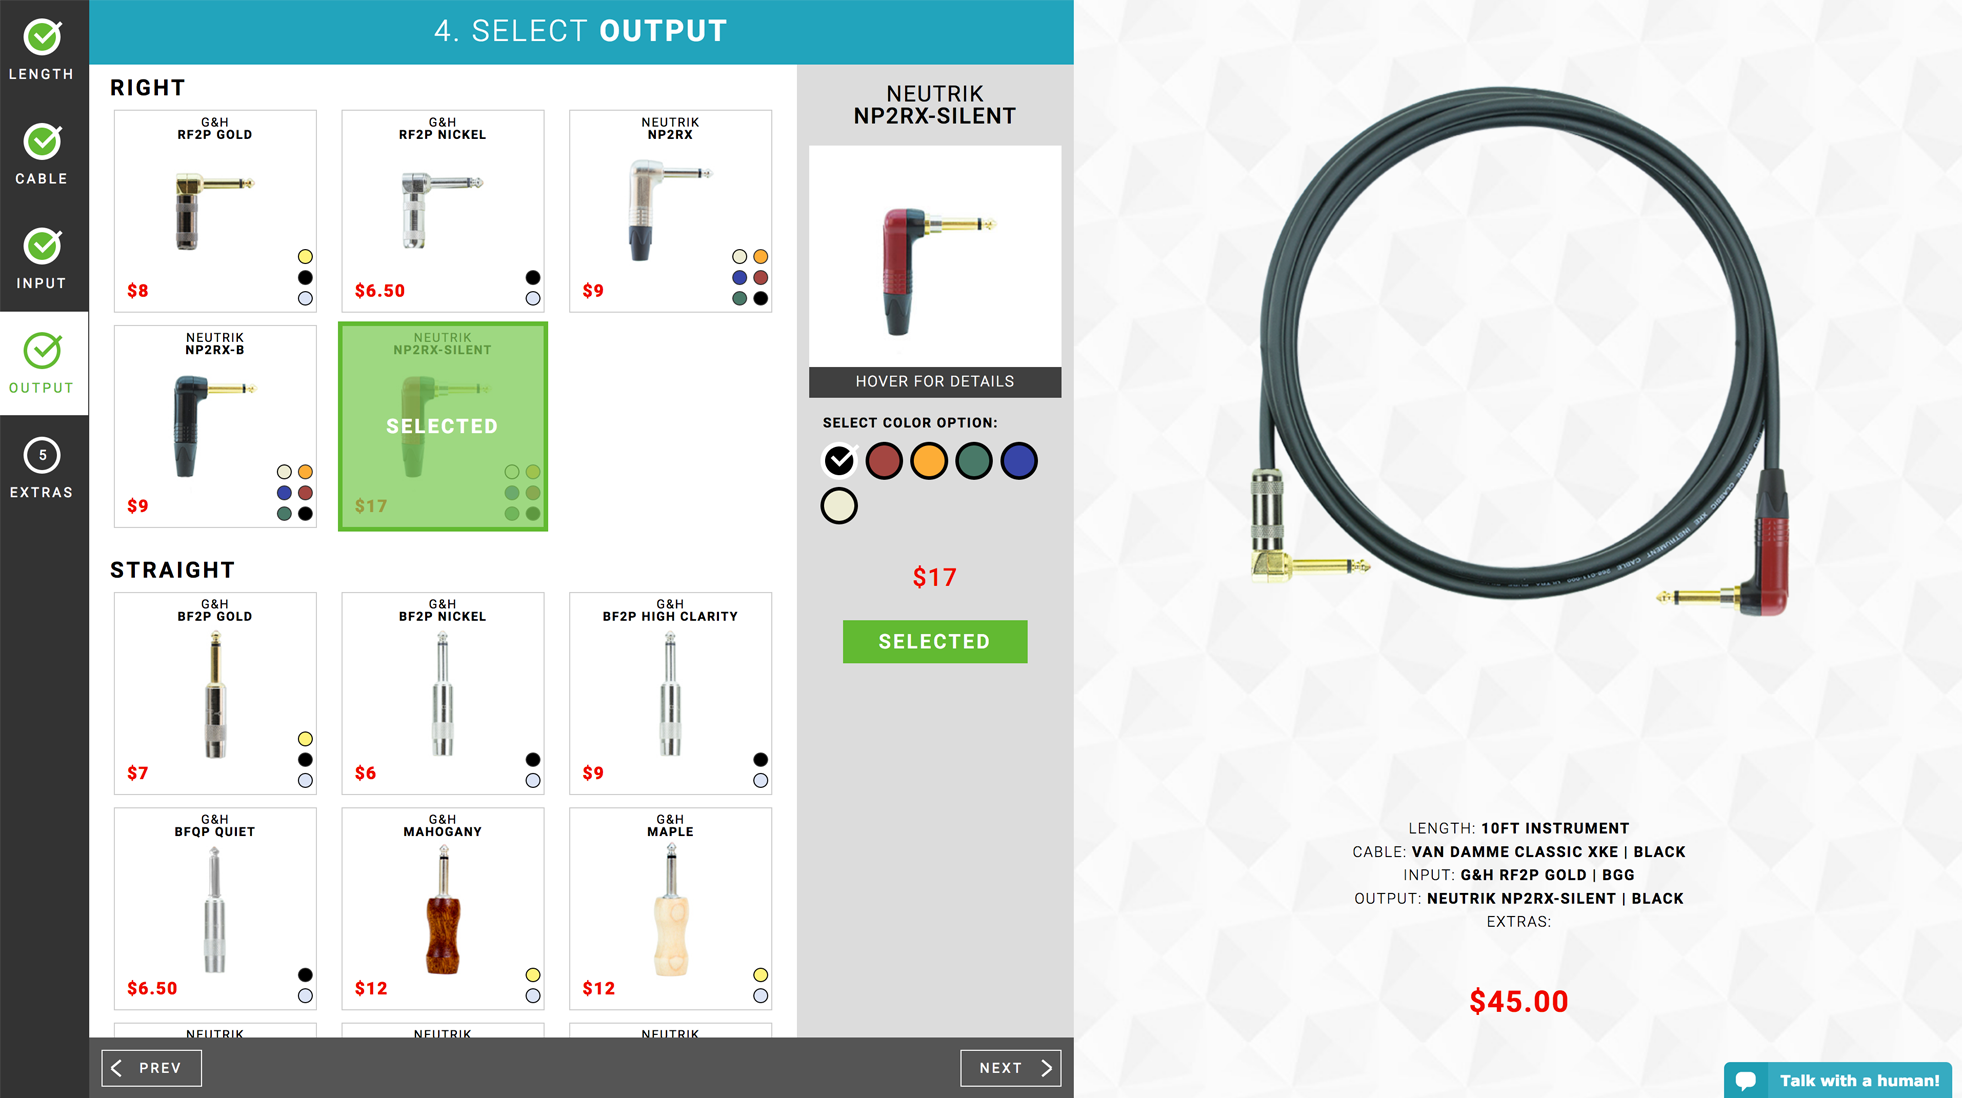 LENGTH
CABLE
INPUT
OUTPUT
5
EXTRAS
4. SELECT OUTPUT
RIGHT
G&H
RF2P GOLD
$8
G&H
RF2P NICKEL
$6.50
NEUTRIK
NP2RX
$9
NEUTRIK
NP2RX-B
$9
NEUTRIK
NP2RX-SILENT
SELECTED
$17
STRAIGHT
G&H
BF2P GOLD
$7
G&H
BF2P NICKEL
$6
G&H
BF2P HIGH CLARITY
$9
G&H
BFQP QUIET
$6.50
G&H
MAHOGANY
$12
G&H
MAPLE
$12
NEUTRIK
NEUTRIK
NEUTRIK
PREV
NEXT
NEUTRIK
NP2RX-SILENT
HOVER FOR DETAILS
SELECT COLOR OPTION:
$17
SELECTED
CLASSIC XKE INSTRUMENT CABLE
LENGTH: 10FT INSTRUMENT
CABLE: VAN DAMME CLASSIC XKE | BLACK
INPUT: G&H RF2P GOLD | BGG
OUTPUT: NEUTRIK NP2RX-SILENT | BLACK
EXTRAS:
$45.00
Talk with a human!